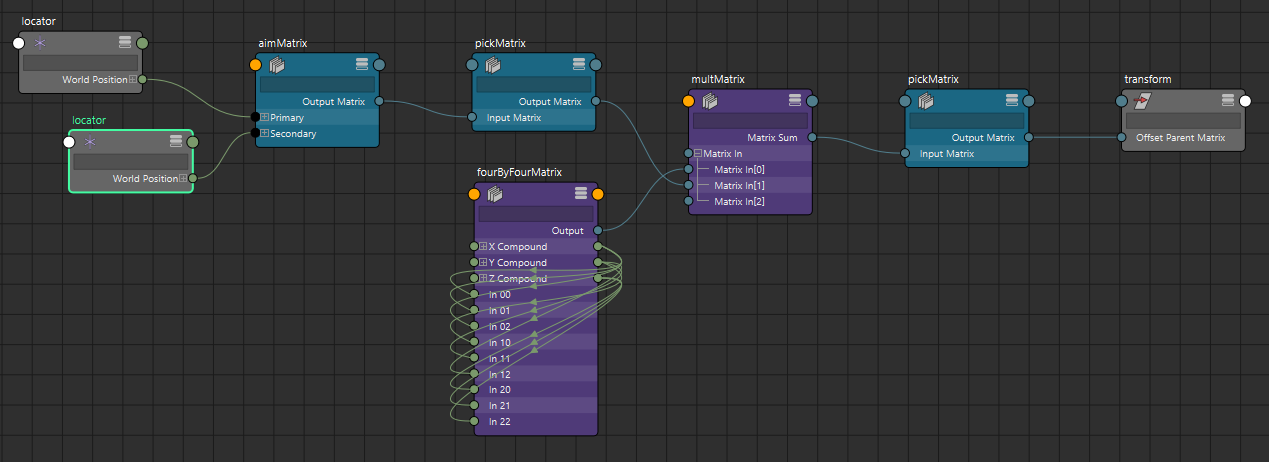 locator
World Position
locator
World Position
aimMatrix
Output Matrix
Primary
Secondary
pickMatrix
Output Matrix
Input Matrix
fourByFourMatrix
Output
X Compound
Y Compound
Z Compound
In 00
In 01
In 02
In 10
In 11
In 12
In 20
In 21
In 22
multMatrix
Matrix Sum
Matrix In
Matrix In[0]
Matrix In[1]
Matrix In[2]
pickMatrix
Output Matrix
Input Matrix
transform
Offset Parent Matrix